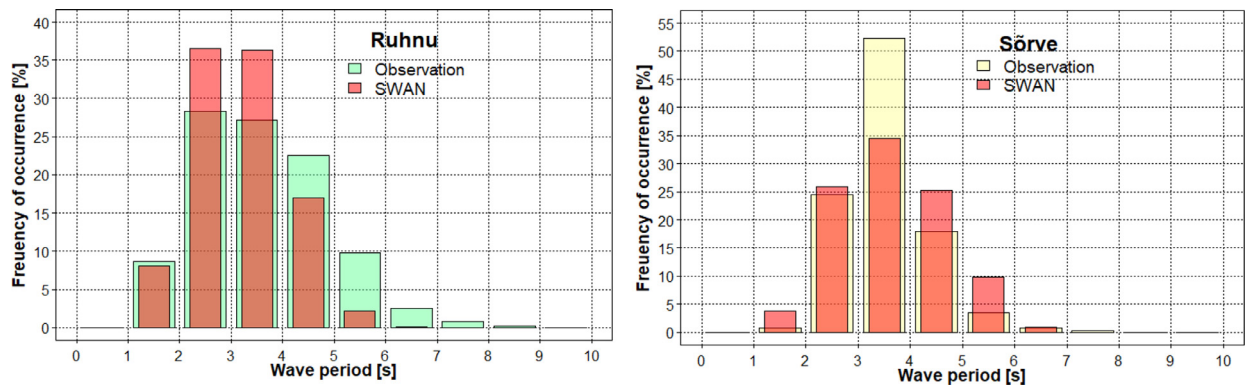 Ruhnu
Observation
SWAN
Freuency of occurrence [%]
40
35
30
25
20
15
10
5
0
0 1 2 3 4 5 6 7 8 9 10
Wave period [s]
Sõrve
Observation
SWAN
Freuency of occurrence [%]
55
50
45
40
35
30
25
20
15
10
5
0
0 1 2 3 4 5 6 7 8 9 10
Wave period [s]